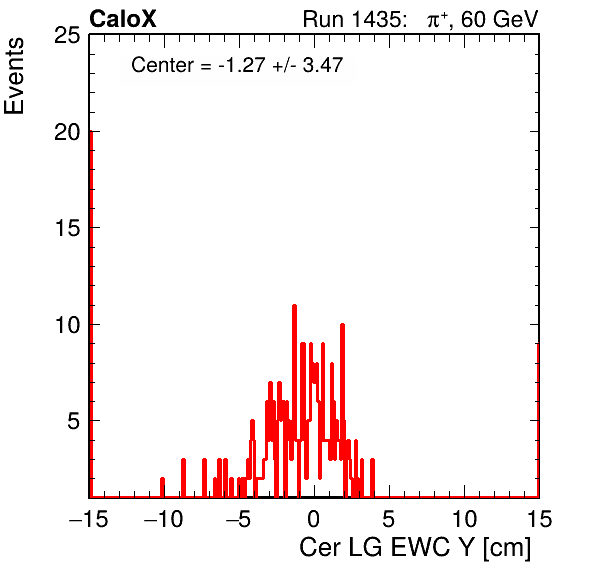 CaloX Run 1435: π⁺, 60 GeV
Center = -1.27 +/- 3.47
Events
25
20
15
10
5
−15 −10 −5 0 5 10 15
Cer LG EWC Y [cm]